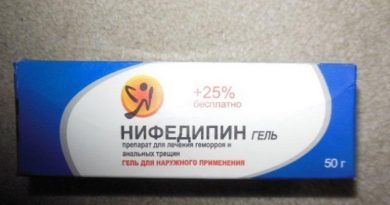 +25%
бесплатно
НИФЕДИПИН ГЕЛЬ
препарат для лечения геморроя и
анальных трещин
ГЕЛЬ ДЛЯ НАРУЖНОГО ПРИМЕНЕНИЯ
50 г